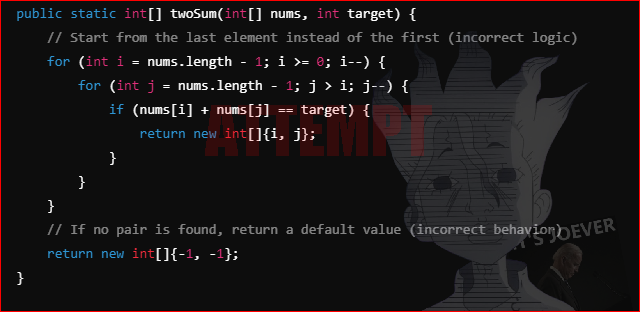 public static int[] twoSum(int[] nums, int target) {
// Start from the last element instead of the first (incorrect logic)
for (int i = nums.length - 1; i >= 0; i--) {
for (int j = nums.length - 1; j > i; j--) {
if (nums[i] + nums[j] == target) {
ATTEMPT
return new int[]{i, j};
}
}
}
// If no pair is found, return a default value (incorrect behavior)
IT'S JOEVER
return new int[]{-1, -1};
}